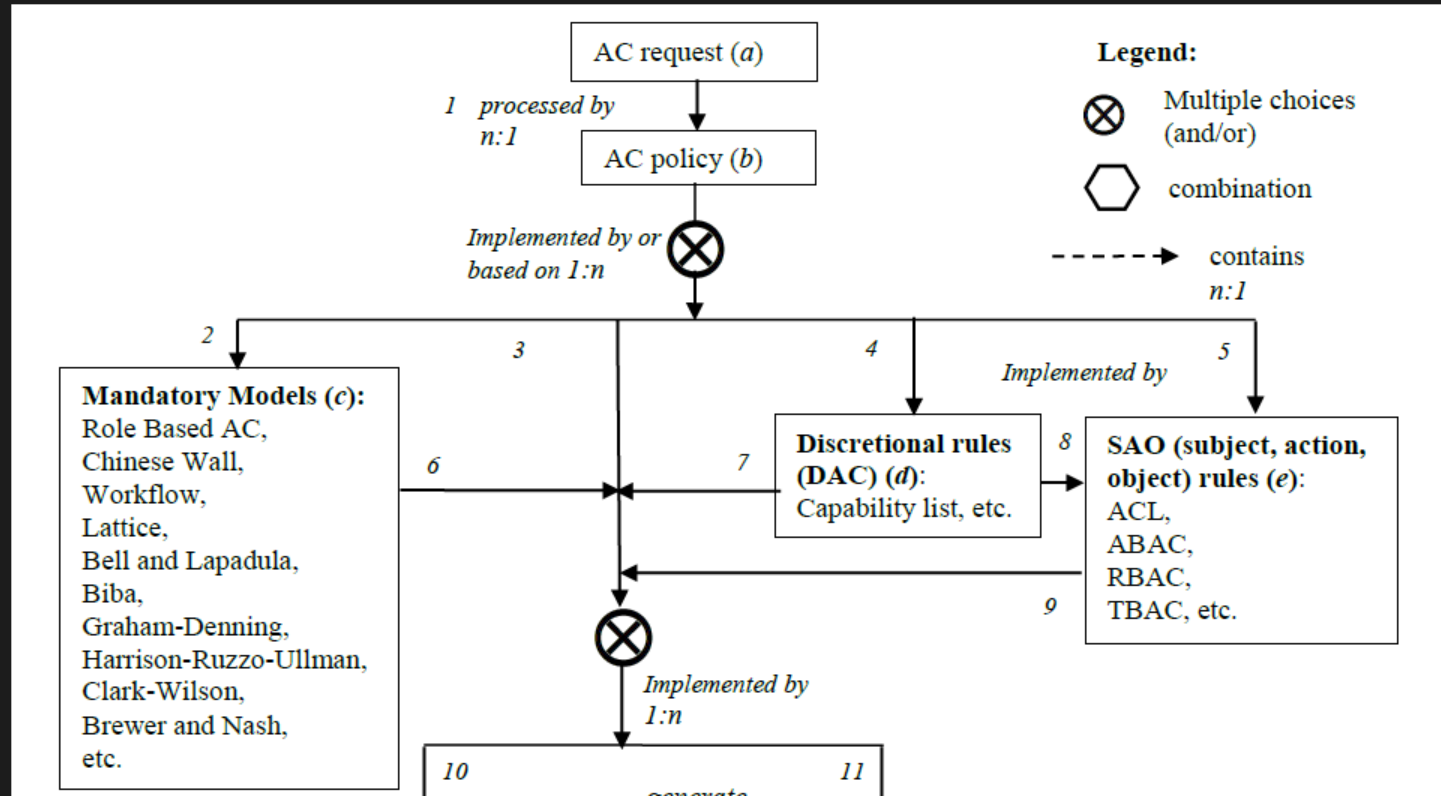 AC request (a)
Legend:
1 processed by
n:1
Multiple choices
(and/or)
AC policy (b)
combination
Implemented by or
based on 1:n
contains
n:1
2
3
4
5
Implemented by
Mandatory Models (c):
Role Based AC,
Chinese Wall,
Workflow,
Lattice,
Bell and Lapadula,
Biba,
Graham-Denning,
Harrison-Ruzzo-Ullman,
Clark-Wilson,
Brewer and Nash,
etc.
6
7
Discretional rules
(DAC) (d):
Capability list, etc.
8
SAO (subject, action,
object) rules (e):
ACL,
ABAC,
RBAC,
TBAC, etc.
9
Implemented by
1:n
10
11
generate